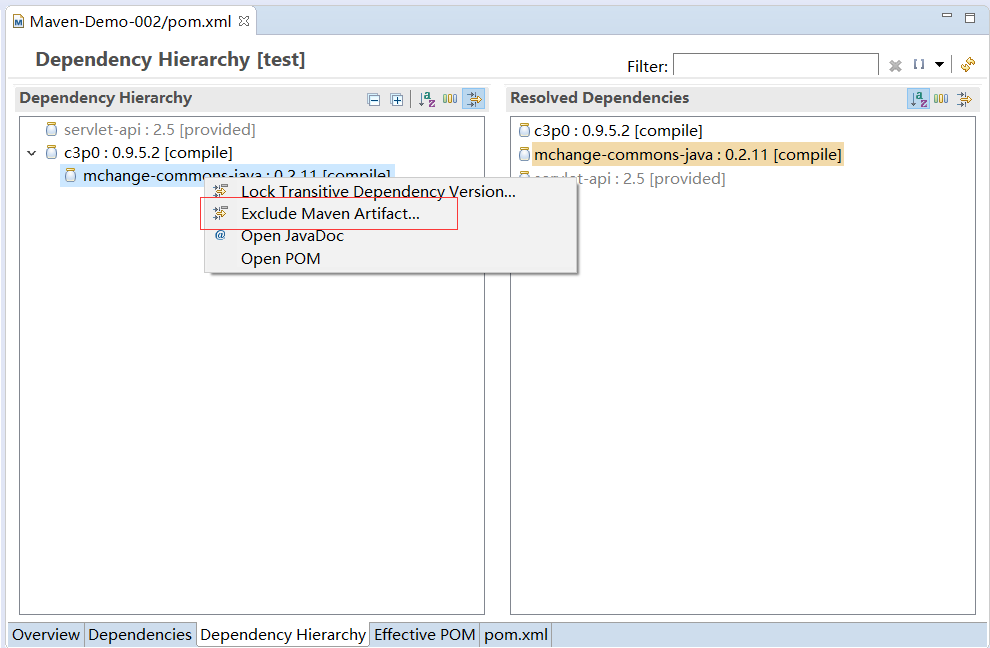 Maven-Demo-002/pom.xml
Dependency Hierarchy [test]
Filter:
Dependency Hierarchy
servlet-api : 2.5 [provided]
c3p0 : 0.9.5.2 [compile]
mchange-commons-java : 0.2.11 [compile]
Lock Transitive Dependency Version...
Exclude Maven Artifact...
Open JavaDoc
Open POM
Resolved Dependencies
c3p0 : 0.9.5.2 [compile]
mchange-commons-java : 0.2.11 [compile]
servlet-api : 2.5 [provided]
Overview Dependencies Dependency Hierarchy Effective POM pom.xml